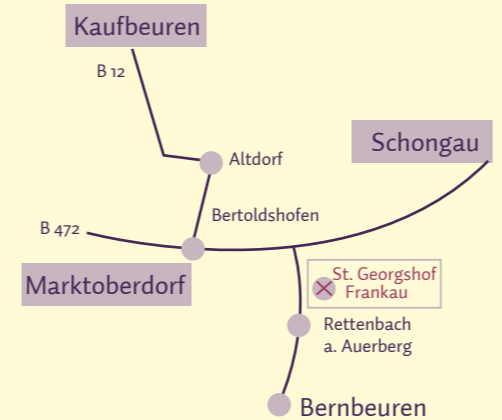 Kaufbeuren
B 12
Schongau
Altdorf
Bertoldshofen
B 472
Marktoberdorf
St. Georgshof
Frankau
Rettenbach
a. Auerberg
Bernbeuren